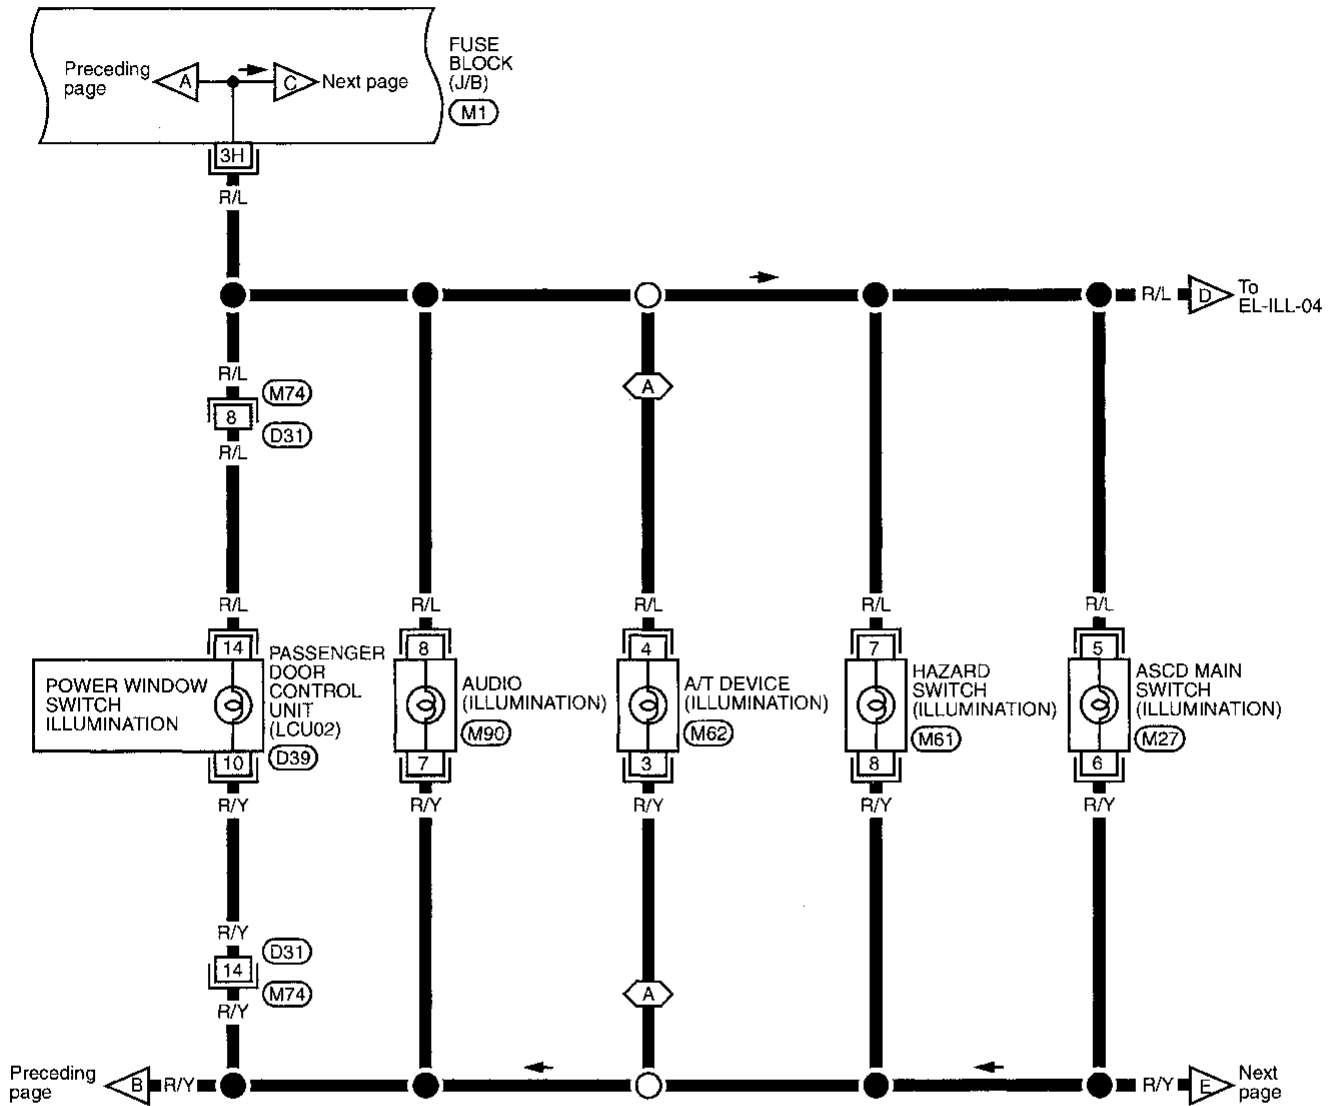 Preceding
page
A
C
Next page
FUSE
BLOCK
(J/B)
M1
3H
R/L
R/L
D
To
EL-ILL-04
R/L
M74
8
D31
R/L
A
R/L
R/L
R/L
R/L
R/L
14
8
4
7
5
POWER WINDOW
SWITCH
ILLUMINATION
PASSENGER
DOOR
CONTROL
UNIT
(LCU02)
D39
AUDIO
(ILLUMINATION)
M90
A/T DEVICE
(ILLUMINATION)
M62
HAZARD
SWITCH
(ILLUMINATION)
M61
ASCD MAIN
SWITCH
(ILLUMINATION)
M27
10
7
3
8
6
R/Y
R/Y
R/Y
R/Y
R/Y
R/Y
D31
14
M74
R/Y
A
Preceding
page
B
R/Y
R/Y
E
Next
page